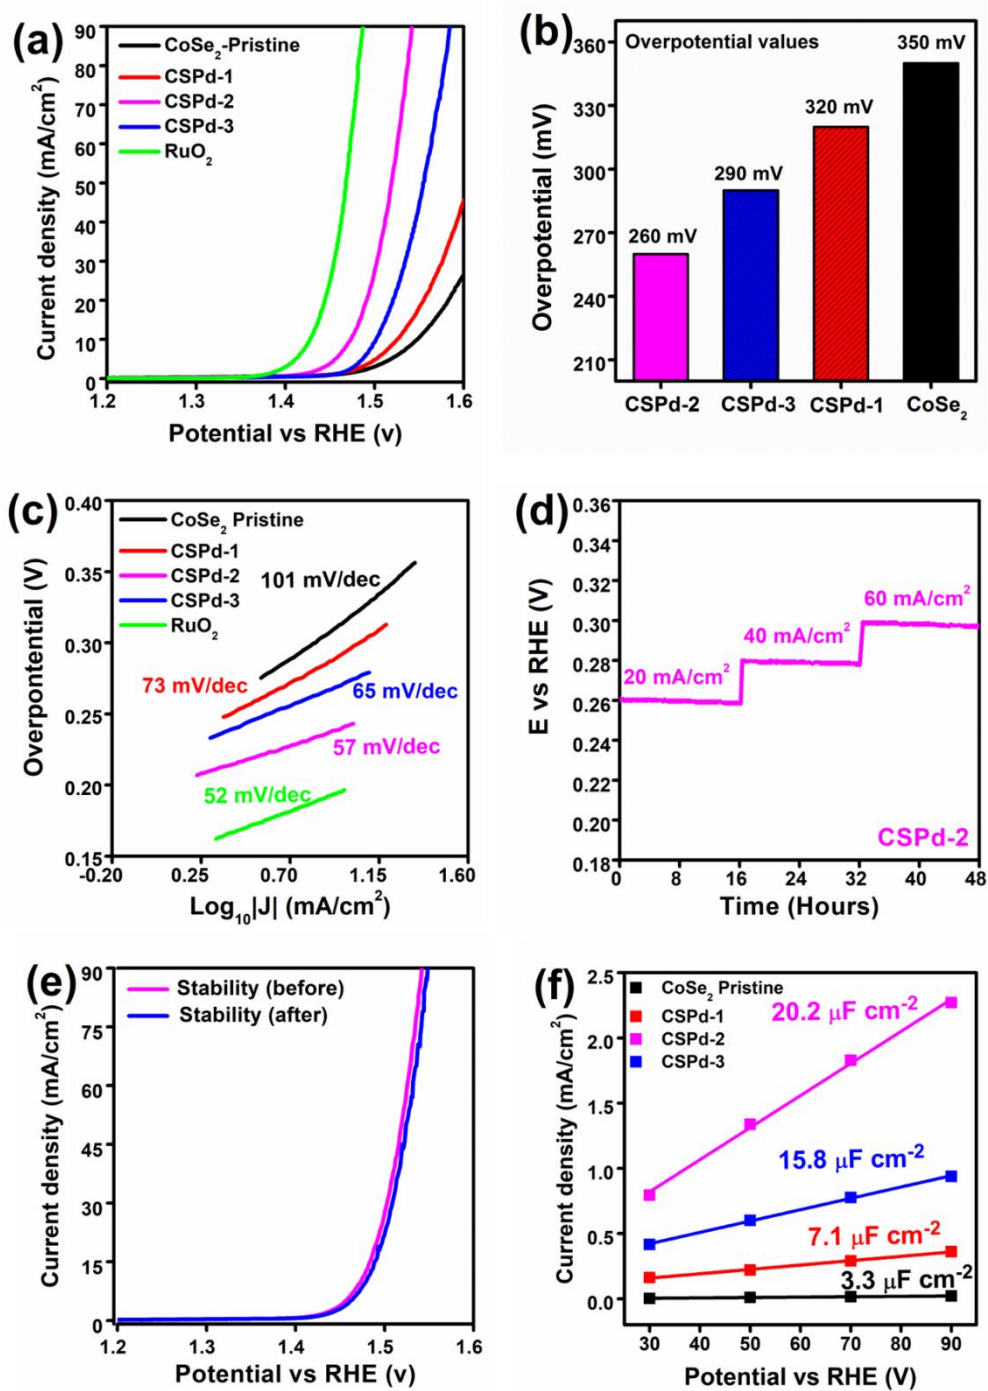 (a)
CoSe₂-Pristine
CSPd-1
CSPd-2
CSPd-3
RuO₂
90
80
70
60
50
40
30
20
10
0
1.2 1.3 1.4 1.5 1.6
Current density (mA/cm²)
Potential vs RHE (v)
(b)
Overpotential values
350 mV
320 mV
290 mV
260 mV
360
330
300
270
240
210
Overpotential (mV)
CSPd-2 CSPd-3 CSPd-1 CoSe₂
(c)
CoSe₂ Pristine
CSPd-1
CSPd-2
CSPd-3
RuO₂
101 mV/dec
73 mV/dec
65 mV/dec
57 mV/dec
52 mV/dec
0.40
0.35
0.30
0.25
0.20
0.15
-0.20 0.25 0.70 1.15 1.60
Overpontential (V)
Log₁₀|J| (mA/cm²)
(d)
60 mA/cm²
40 mA/cm²
20 mA/cm²
CSPd-2
0.36
0.34
0.32
0.30
0.28
0.26
0.24
0.22
0.20
0.18
0 8 16 24 32 40 48
E vs RHE (V)
Time (Hours)
(e)
Stability (before)
Stability (after)
90
75
60
45
30
15
0
1.2 1.3 1.4 1.5 1.6
Current density (mA/cm²)
Potential vs RHE (v)
(f)
CoSe₂ Pristine
CSPd-1
CSPd-2
CSPd-3
20.2 μF cm⁻²
15.8 μF cm⁻²
7.1 μF cm⁻²
3.3 μF cm⁻²
2.5
2.0
1.5
1.0
0.5
0.0
30 40 50 60 70 80 90
Current density (mA/cm²)
Potential vs RHE (V)